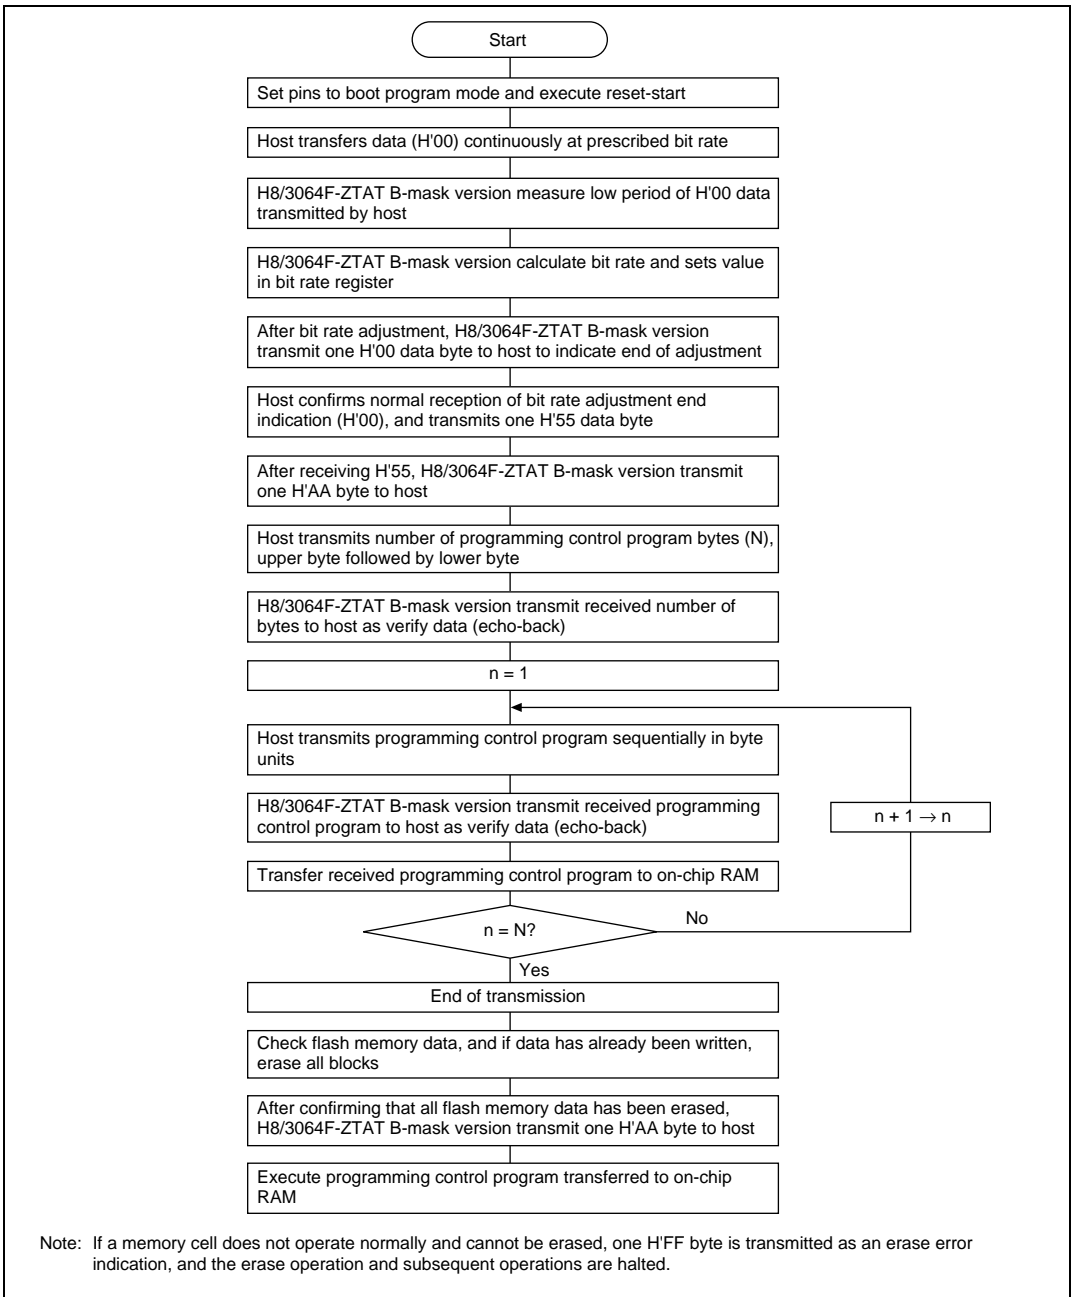 Start
Set pins to boot program mode and execute reset-start
Host transfers data (H'00) continuously at prescribed bit rate
H8/3064F-ZTAT B-mask version measure low period of H'00 data
transmitted by host
H8/3064F-ZTAT B-mask version calculate bit rate and sets value
in bit rate register
After bit rate adjustment, H8/3064F-ZTAT B-mask version
transmit one H'00 data byte to host to indicate end of adjustment
Host confirms normal reception of bit rate adjustment end
indication (H'00), and transmits one H'55 data byte
After receiving H'55, H8/3064F-ZTAT B-mask version transmit
one H'AA byte to host
Host transmits number of programming control program bytes (N),
upper byte followed by lower byte
H8/3064F-ZTAT B-mask version transmit received number of
bytes to host as verify data (echo-back)
n = 1
Host transmits programming control program sequentially in byte
units
H8/3064F-ZTAT B-mask version transmit received programming
control program to host as verify data (echo-back)
n + 1 → n
Transfer received programming control program to on-chip RAM
n = N?
No
Yes
End of transmission
Check flash memory data, and if data has already been written,
erase all blocks
After confirming that all flash memory data has been erased,
H8/3064F-ZTAT B-mask version transmit one H'AA byte to host
Execute programming control program transferred to on-chip
RAM
Note: If a memory cell does not operate normally and cannot be erased, one H'FF byte is transmitted as an erase error
indication, and the erase operation and subsequent operations are halted.